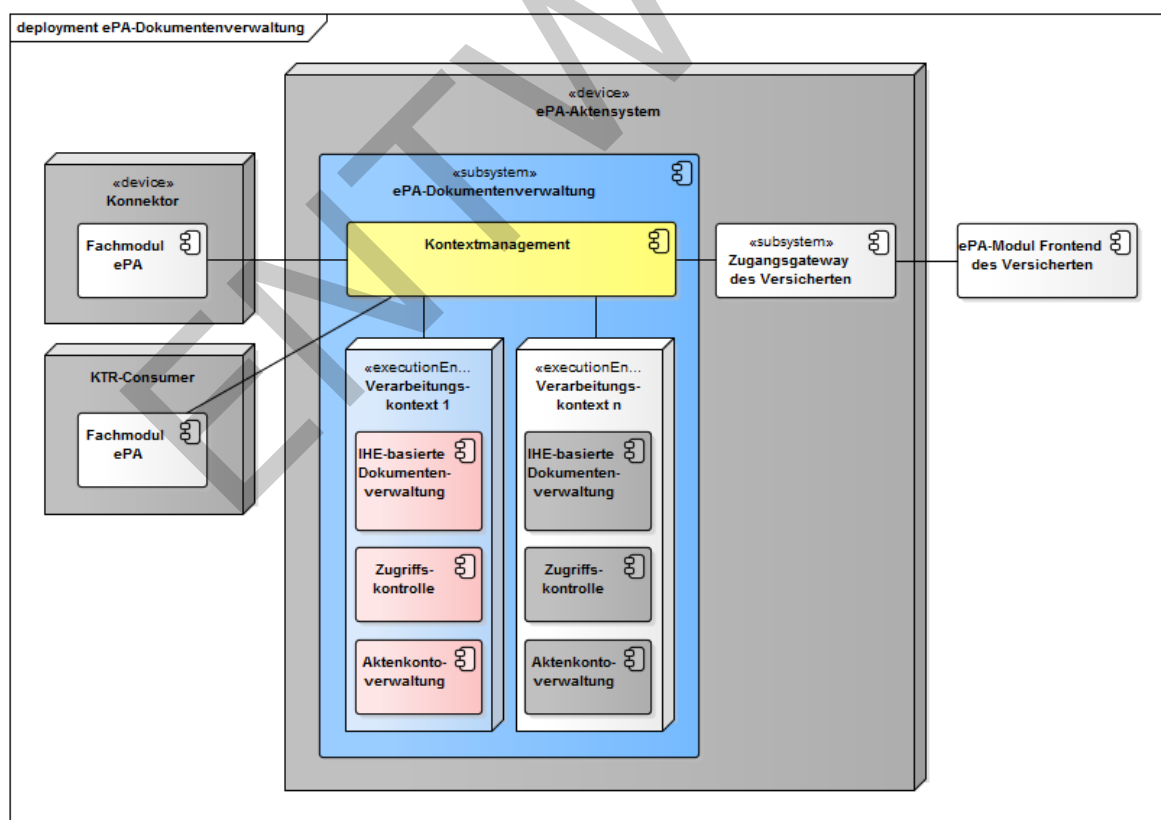 deployment ePA-Dokumentenverwaltung
«device»
ePA-Aktensystem
«device»
Konnektor
Fachmodul
ePA
KTR-Consumer
Fachmodul
ePA
«subsystem»
ePA-Dokumentenverwaltung
Kontextmanagement
«subsystem»
Zugangsgateway
des Versicherten
ePA-Modul Frontend
des Versicherten
«executionEn...
Verarbeitungs-
kontext 1
IHE-basierte
Dokumenten-
verwaltung
Zugriffs-
kontrolle
Aktenkonto-
verwaltung
«executionEn...
Verarbeitungs-
kontext n
IHE-basierte
Dokumenten-
verwaltung
Zugriffs-
kontrolle
Aktenkonto-
verwaltung
ENTW